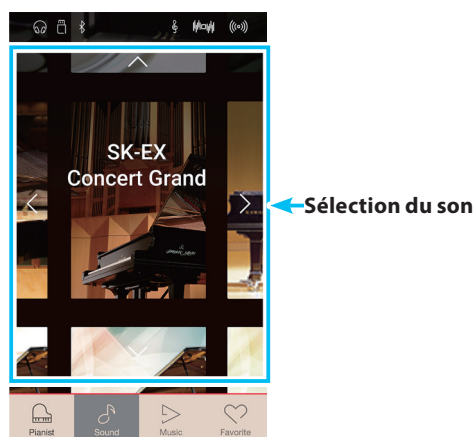 SK-EX
Concert Grand
Sélection du son
Pianist
Sound
Music
Favorite